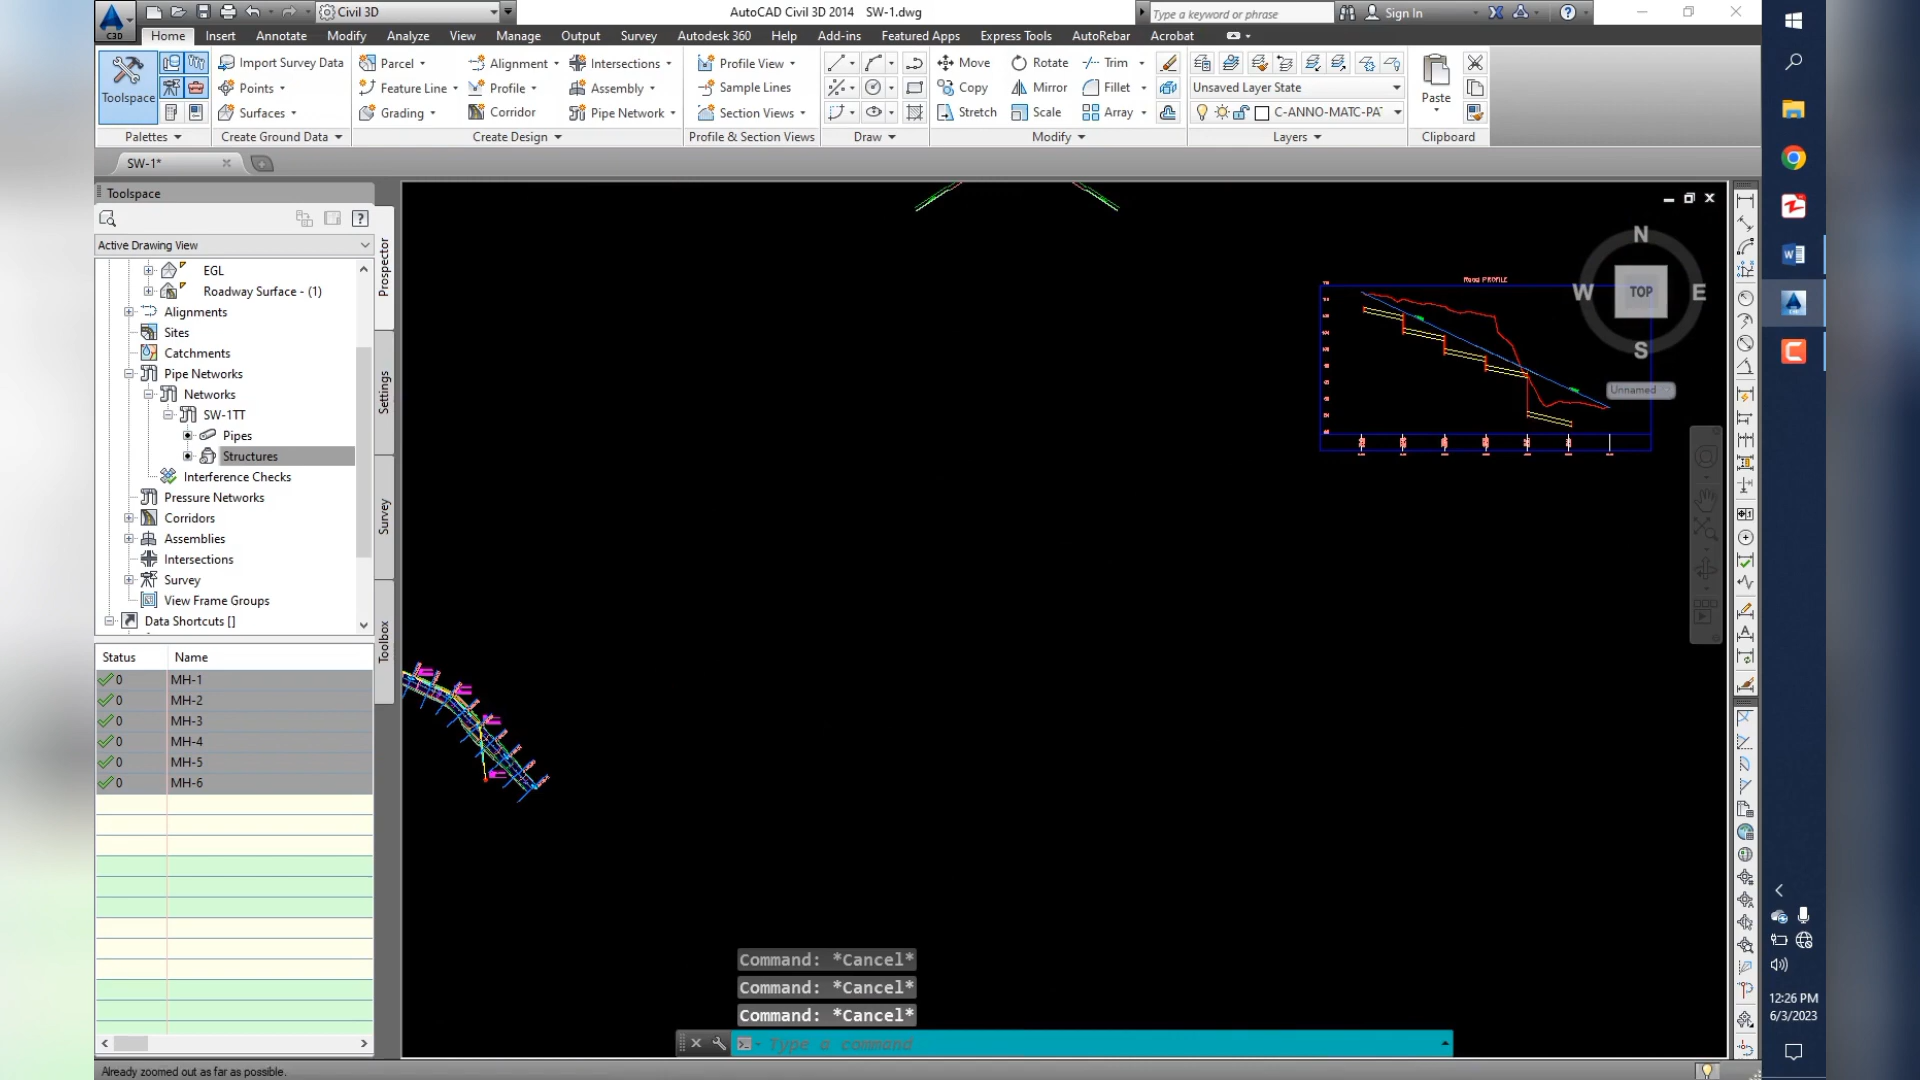 Civil 3D
AutoCAD Civil 3D 2014 SW-1.dwg
Type a keyword or phrase
Sign In
C3D
Home Insert Annotate Modify Analyze View Manage Output Survey Autodesk 360 Help Add-ins Featured Apps Express Tools AutoRebar Acrobat
Toolspace
Import Survey Data
Points
Surfaces
Parcel
Feature Line
Grading
Alignment
Profile
Corridor
Intersections
Assembly
Pipe Network
Profile View
Sample Lines
Section Views
Move
Copy
Stretch
Rotate
Mirror
Scale
Trim
Fillet
Array
Unsaved Layer State
C-ANNO-MATC-PAT
Paste
Palettes
Create Ground Data
Create Design
Profile & Section Views
Draw
Modify
Layers
Clipboard
SW-1*
Toolspace
Active Drawing View
EGL
Roadway Surface - (1)
Alignments
Sites
Catchments
Pipe Networks
Networks
SW-1TT
Pipes
Structures
Interference Checks
Pressure Networks
Corridors
Assemblies
Intersections
Survey
View Frame Groups
Data Shortcuts []
Prospector
Settings
Survey
Toolbox
Status Name
0 MH-1
0 MH-2
0 MH-3
0 MH-4
0 MH-5
0 MH-6
Road PROFILE
N
W
TOP
E
S
Unnamed
Command: *Cancel*
Command: *Cancel*
Command: *Cancel*
Type a command
Already zoomed out as far as possible.
12:26 PM
6/3/2023